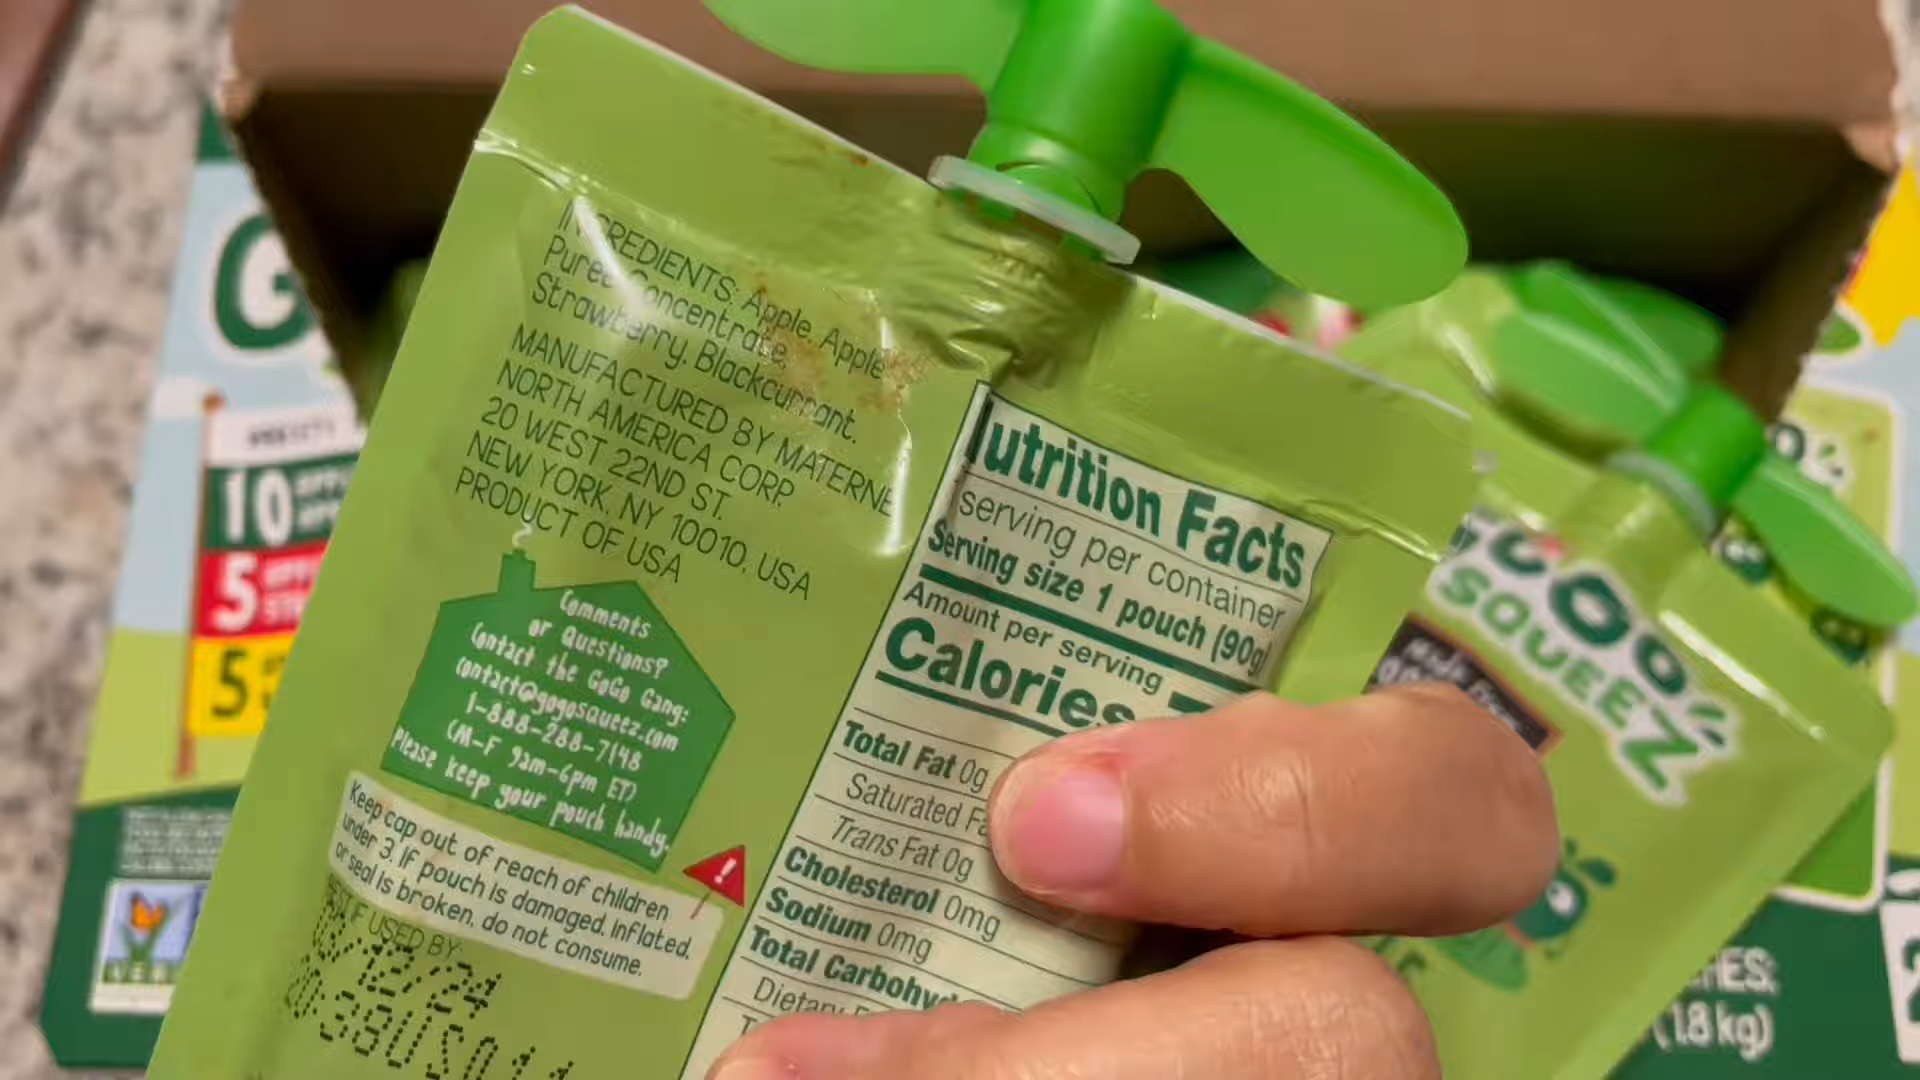 INGREDIENTS: Apple, Apple
Puree Concentrate,
Strawberry, Blackcurrant.
MANUFACTURED BY MATERNE
NORTH AMERICA CORP.
20 WEST 22ND ST.
NEW YORK, NY 10010, USA
PRODUCT OF USA
Comments
or Questions?
Contact the GoGo Gang:
contact@gogosqueez.com
1-888-288-7148
(M-F 9am-6pm ET)
Please keep your pouch handy.
Keep cap out of reach of children
under 3. If pouch is damaged, inflated,
or seal is broken, do not consume.
IF USED BY:
12/24
utrition Facts
serving per container
Serving size 1 pouch (90g)
Amount per serving
Calories
Total Fat 0g
Saturated Fa
Trans Fat 0g
Cholesterol 0mg
Sodium 0mg
Total Carbohy
Dietary
G
10
5
5
SQUEEZ
HES:
(1.8 kg)